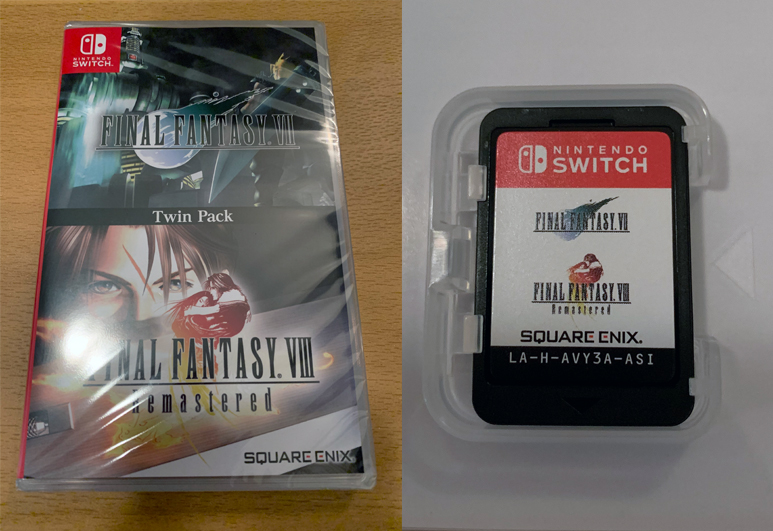 NINTENDO
SWITCH.
FINAL FANTASY.VII
Twin Pack
FINAL FANTASY.VIII
Remastered
SQUARE ENIX
NINTENDO
SWITCH
FINAL FANTASY.VII
FINAL FANTASY.VIII
Remastered
SQUARE ENIX.
LA-H-AVY3A-ASI